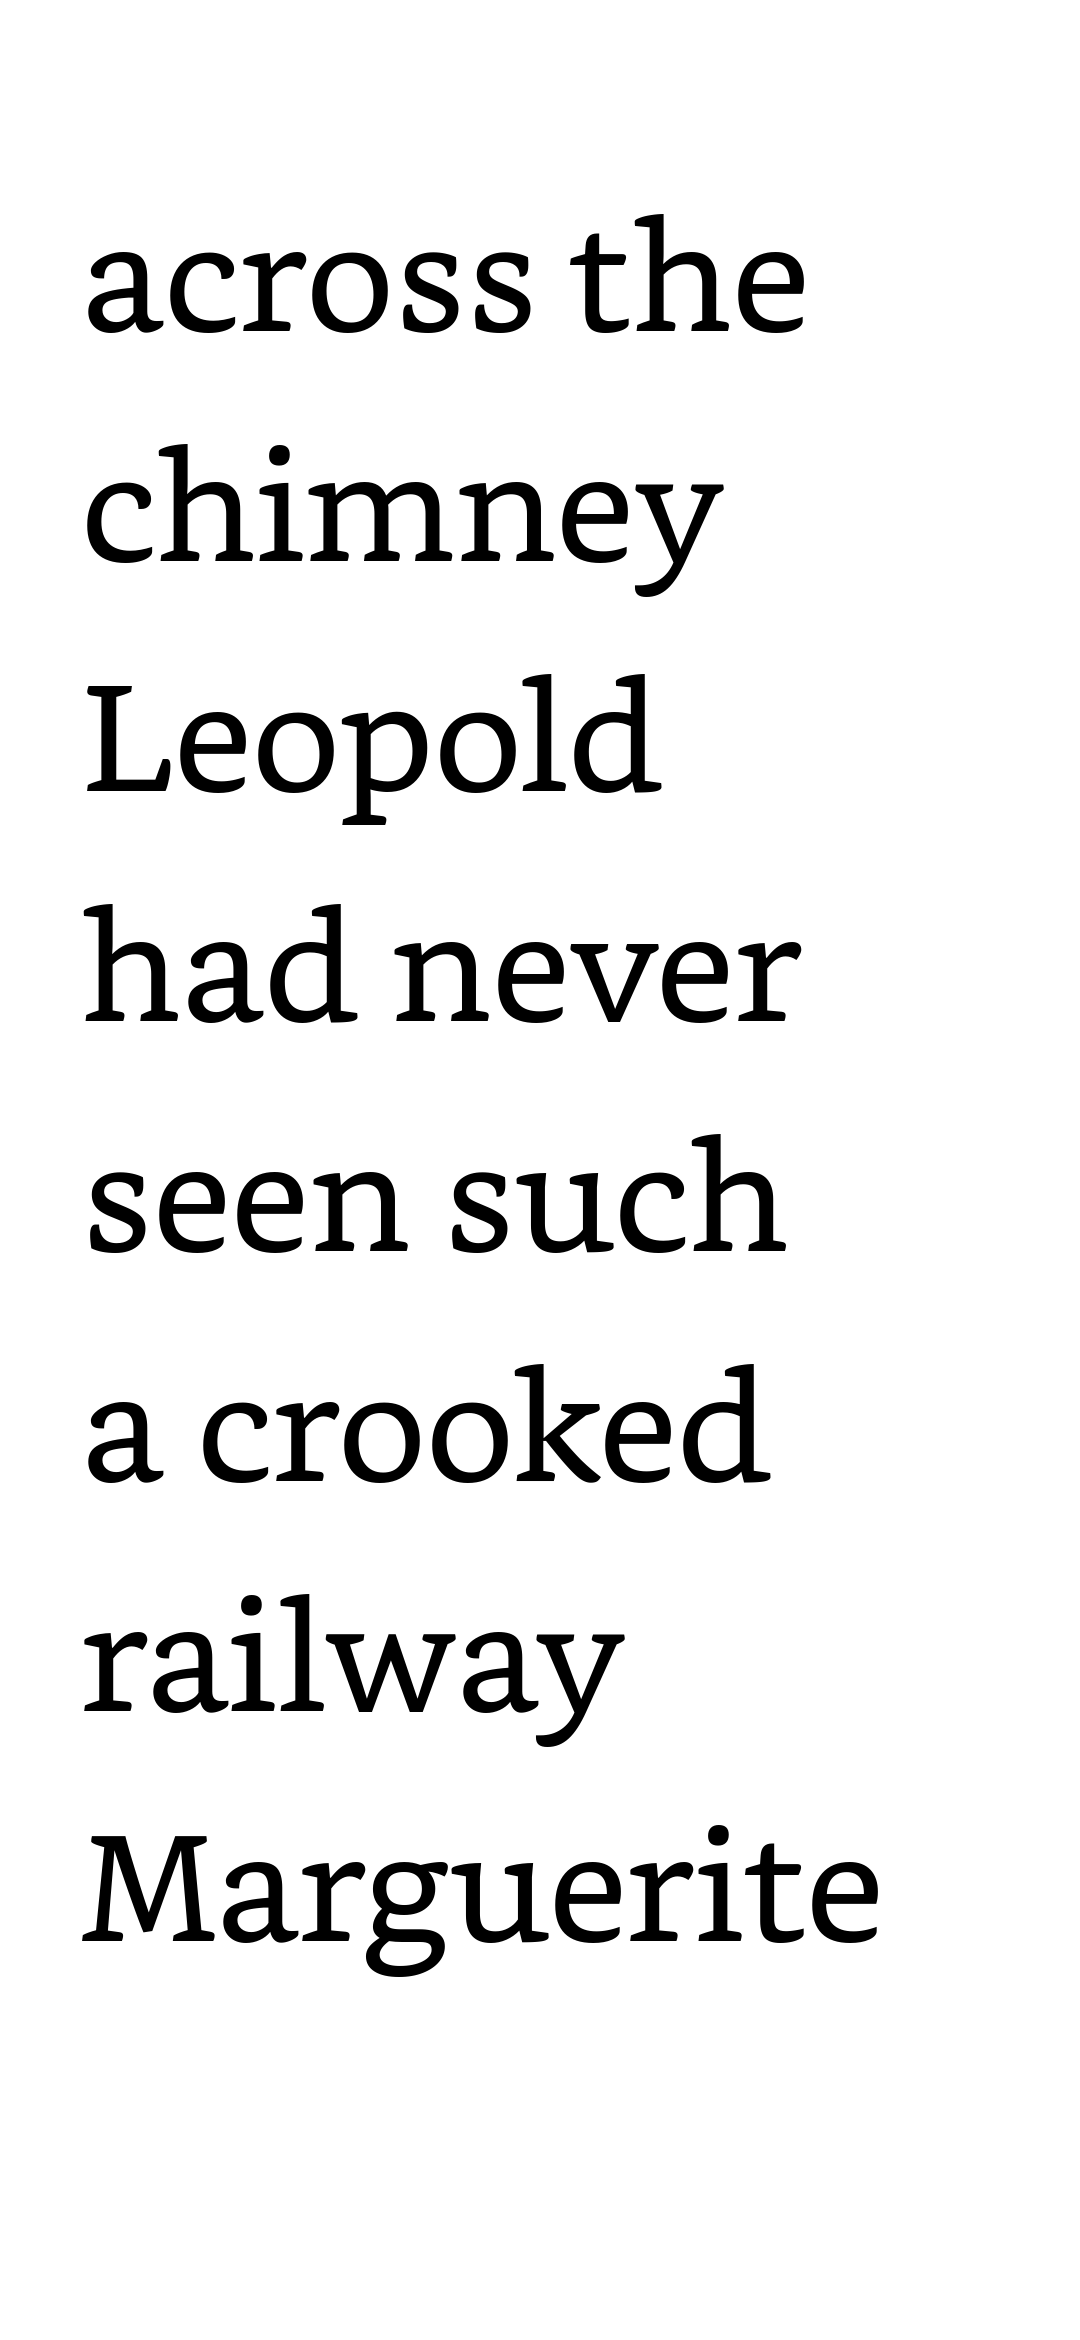 across the
chimney
Leopold
had never
seen such
a crooked
railway
Marguerite